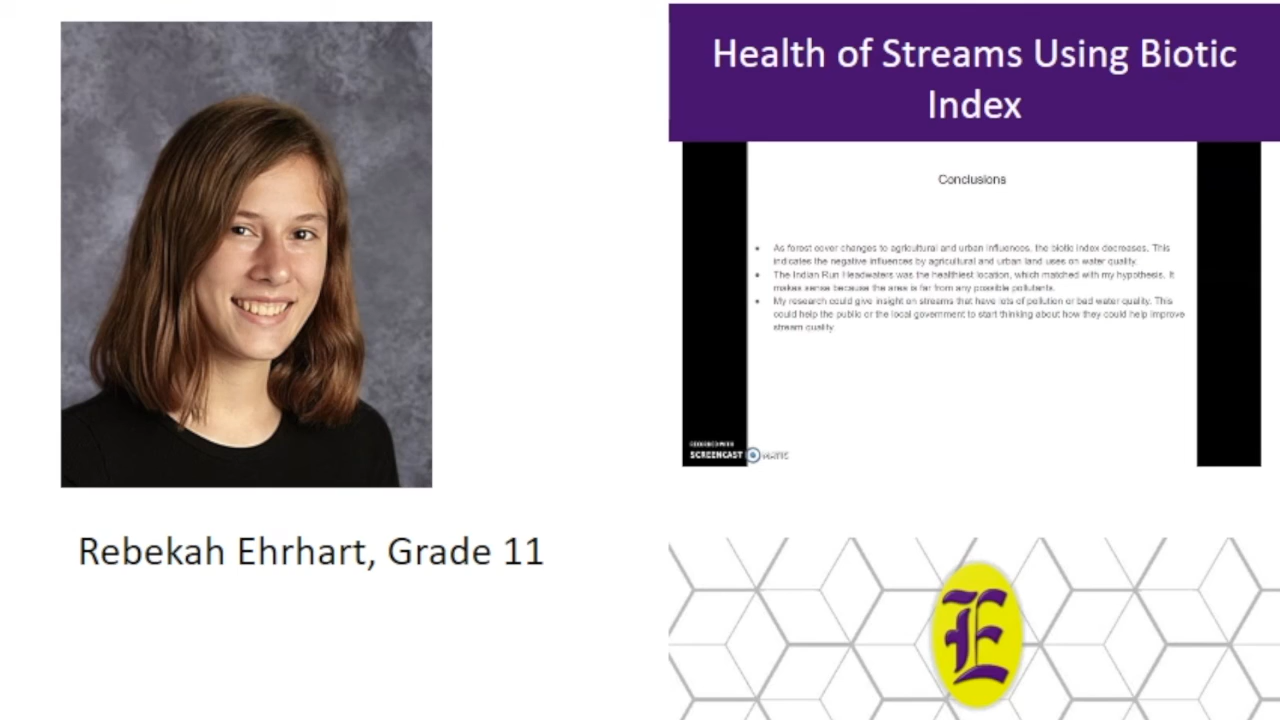 Health of Streams Using Biotic
Index
Conclusions
As forest cover changes to agricultural and urban influences, the biotic index decreases. This
indicates the negative influences by agricultural and urban land uses on water quality.
The Indian Run Headwaters was the healthiest location, which matched with my hypothesis. It
makes sense because the area is far from any possible pollutants.
My research could give insight on streams that have lots of pollution or bad water quality. This
could help the public or the local government to start thinking about how they could help improve
stream quality.
RECORDED WITH
SCREENCAST MATIC
Rebekah Ehrhart, Grade 11
E